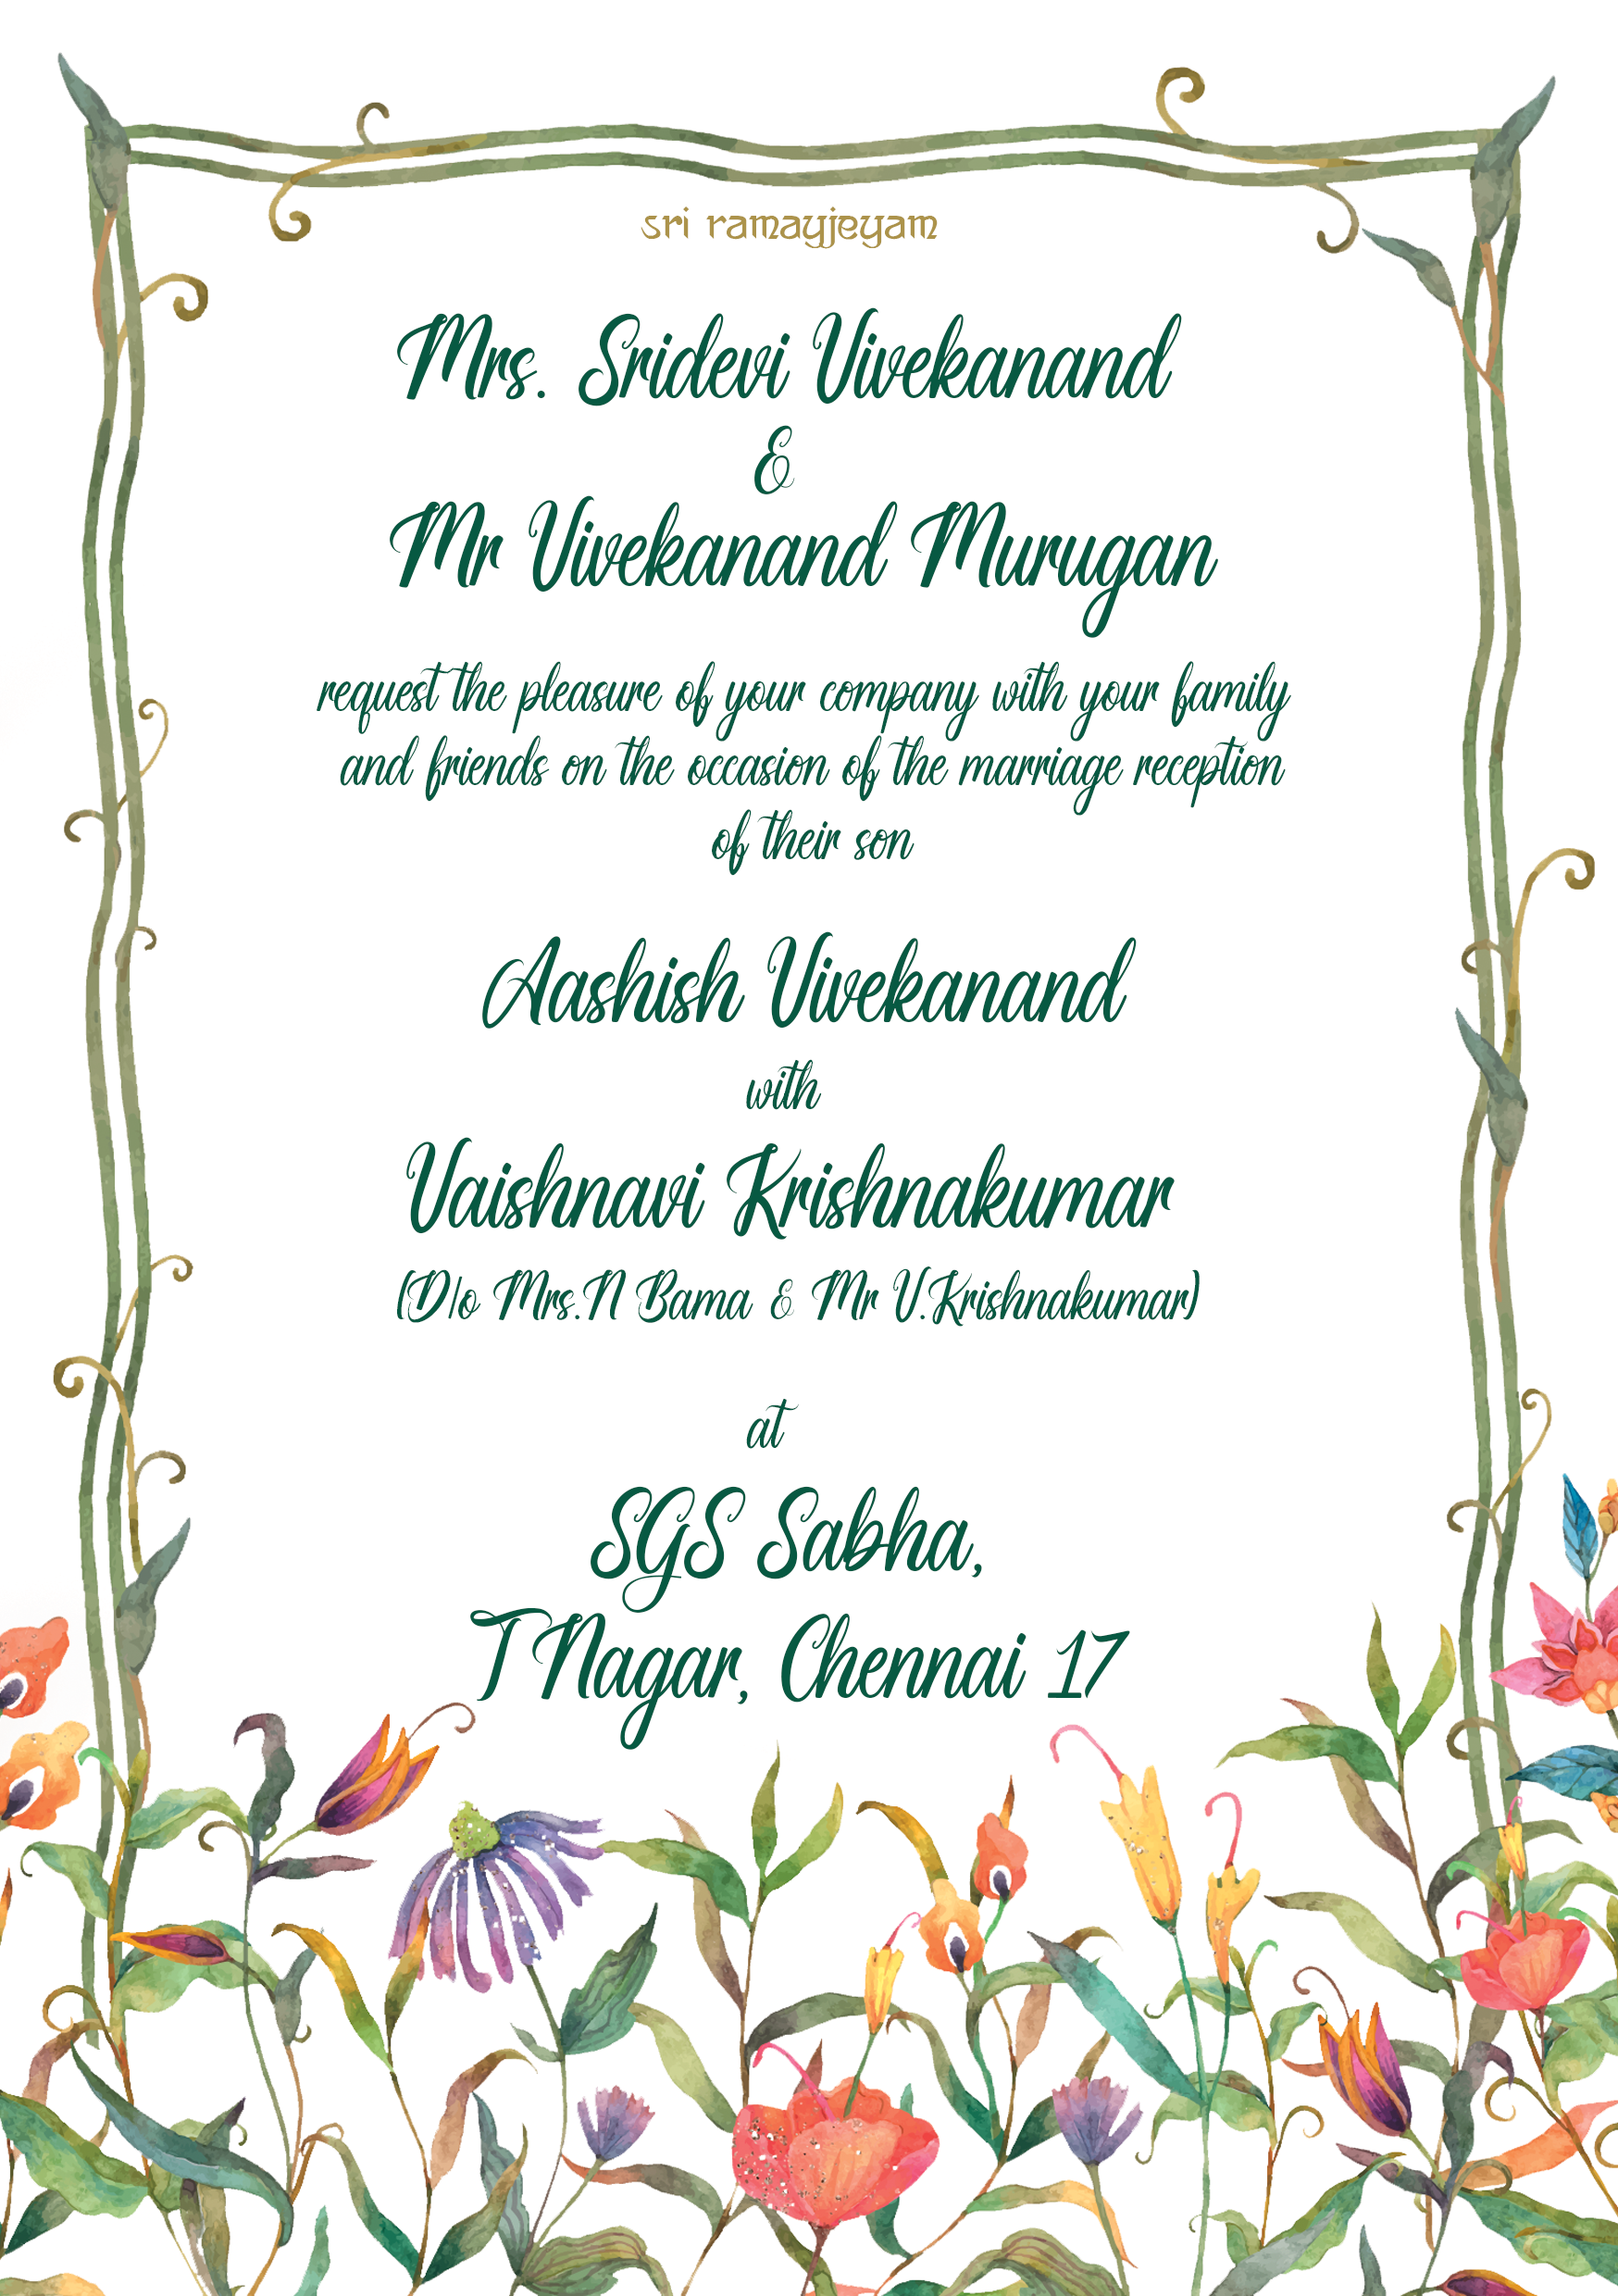 sri ramayjeyam
Mrs. Sridevi Vivekanand
&
Mr Vivekanand Murugan
request the pleasure of your company with your family
and friends on the occasion of the marriage reception
of their son
Aashish Vivekanand
with
Vaishnavi Krishnakumar
(D/o Mrs.N Bama & Mr V.Krishnakumar)
at
SGS Sabha,
T Nagar, Chennai 17